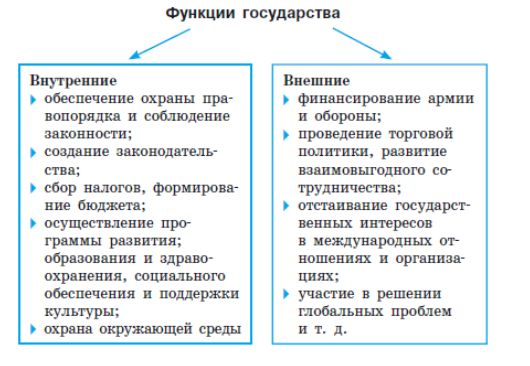 Функции государства
Внутренние
обеспечение охраны пра-
вопорядка и соблюдение
законности;
создание законодатель-
ства;
сбор налогов, формирова-
ние бюджета;
осуществление про-
граммы развития;
образования и здраво-
охранения, социального
обеспечения и поддержки
культуры;
охрана окружающей среды
Внешние
финансирование армии
и обороны;
проведение торговой
политики, развитие
взаимовыгодного со-
трудничества;
отстаивание государст-
венных интересов
в международных от-
ношениях и организа-
циях;
участие в решении
глобальных проблем
и т. д.